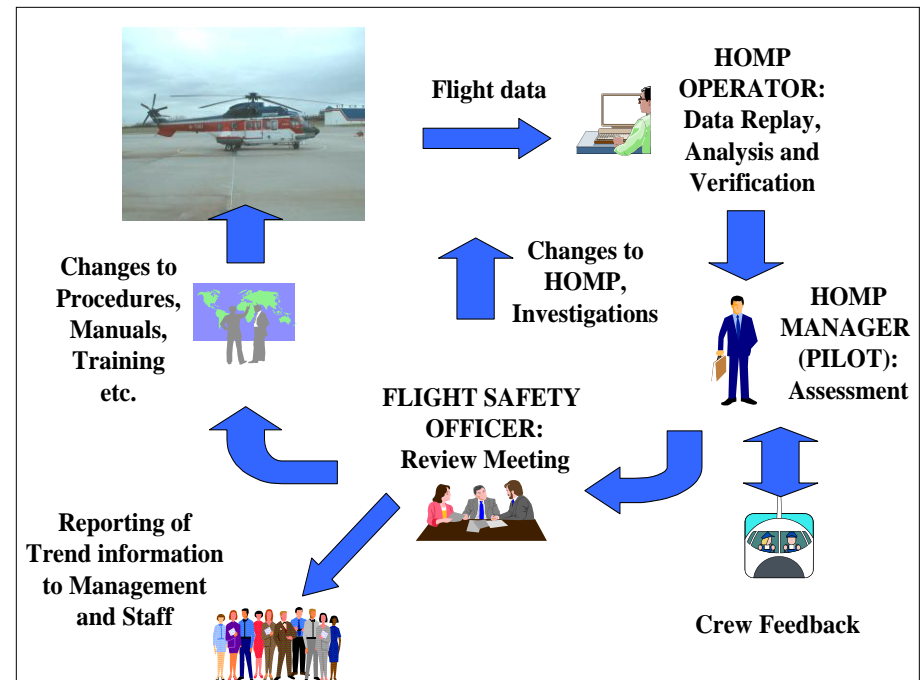 Flight data
HOMP
OPERATOR:
Data Replay,
Analysis and
Verification
Changes to
Procedures,
Manuals,
Training
etc.
Changes to
HOMP,
Investigations
HOMP
MANAGER
(PILOT):
Assessment
FLIGHT SAFETY
OFFICER:
Review Meeting
Reporting of
Trend information
to Management
and Staff
Crew Feedback